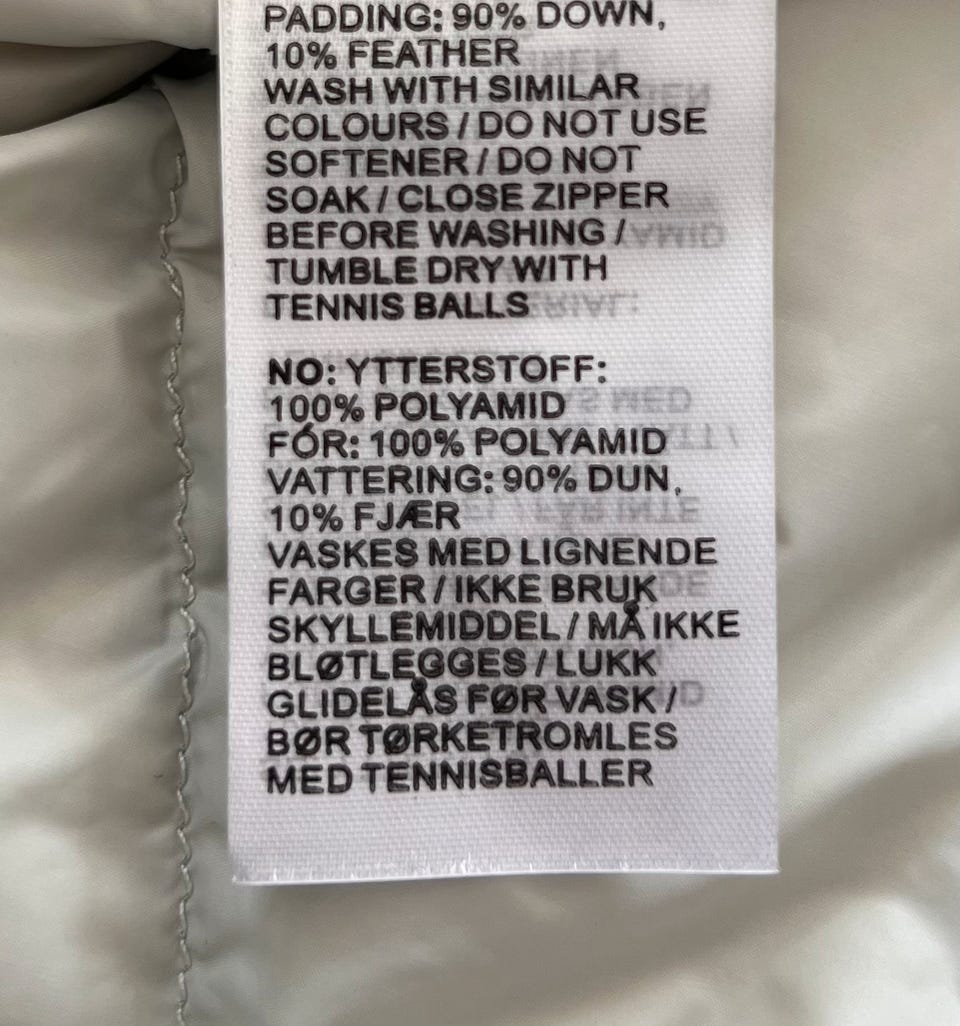 PADDING: 90% DOWN,
10% FEATHER
WASH WITH SIMILAR
COLOURS / DO NOT USE
SOFTENER / DO NOT
SOAK / CLOSE ZIPPER
BEFORE WASHING /
TUMBLE DRY WITH
TENNIS BALLS
NO: YTTERSTOFF:
100% POLYAMID
FÓR: 100% POLYAMID
VATTERING: 90% DUN,
10% FJÆR
VASKES MED LIGNENDE
FARGER / IKKE BRUK
SKYLLEMIDDEL / MÅ IKKE
BLØTLEGGES / LUKK
GLIDELÅS FØR VASK /
BØR TØRKETROMLES
MED TENNISBALLER